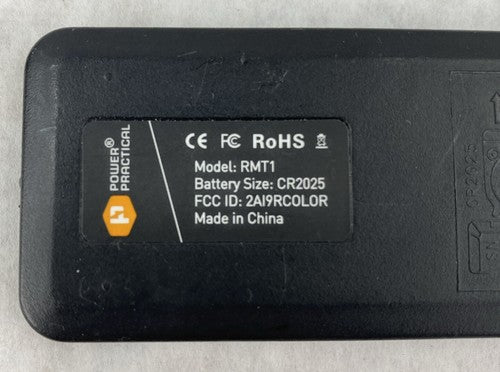 POWER®
PRACTICAL
CE FC RoHS
Model: RMT1
Battery Size: CR2025
FCC ID: 2AI9RCOLOR
Made in China
CR2025